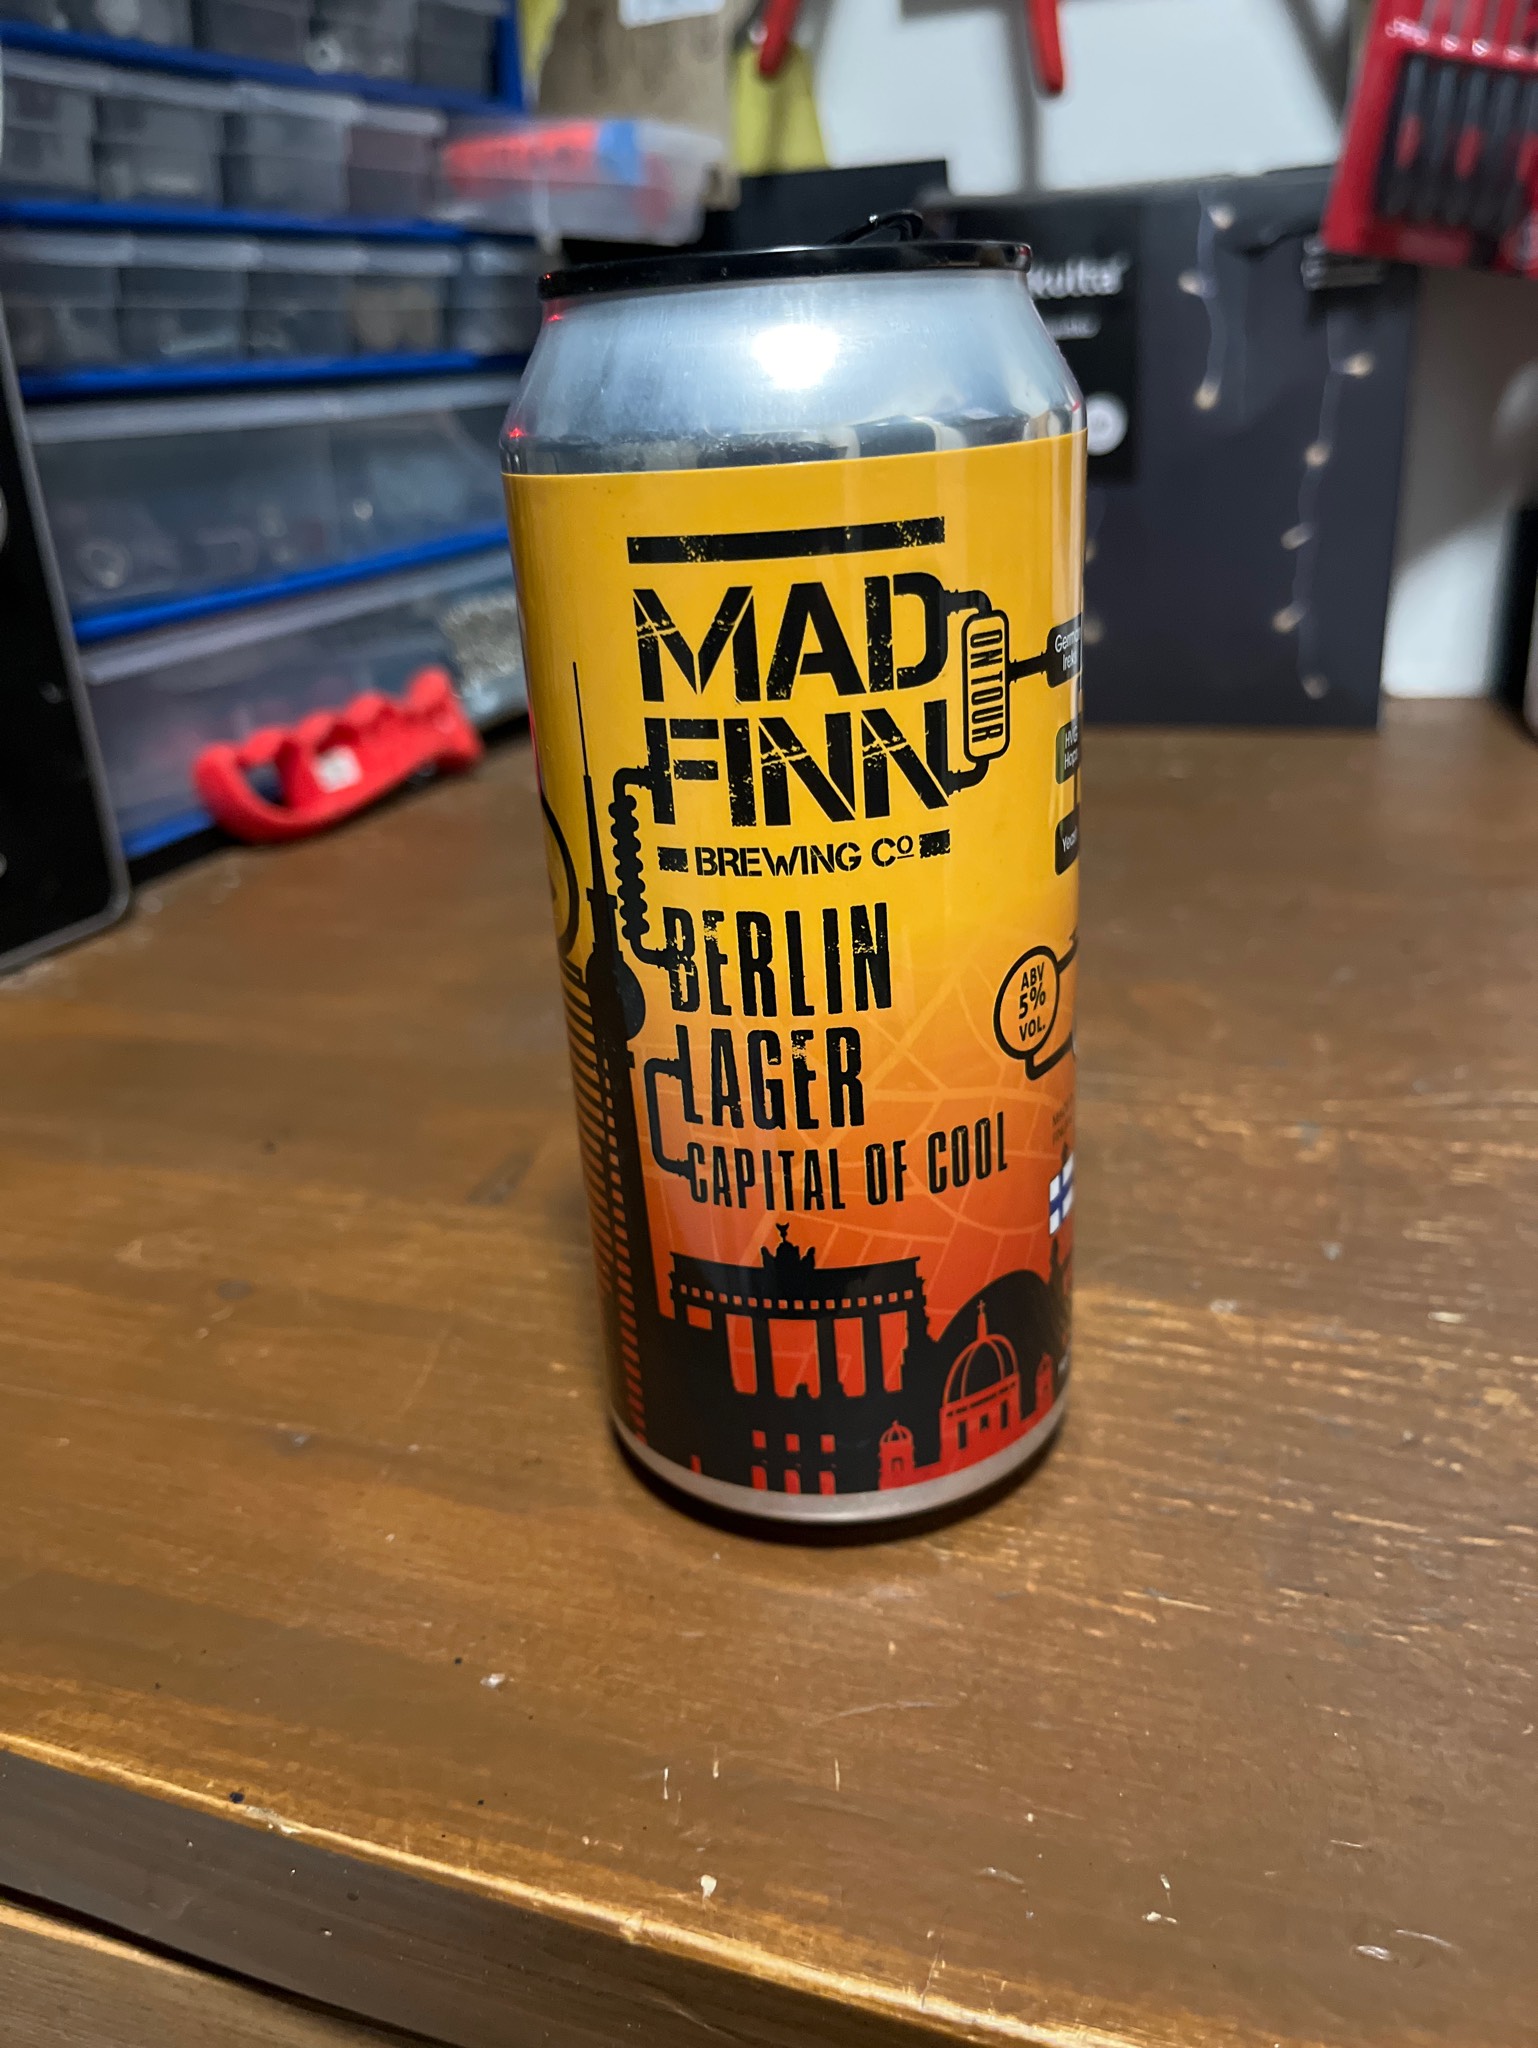 MAD
FINN
ON TOUR
BREWING Cº
BERLIN
LAGER
CAPITAL OF COOL
ABV
5%
VOL.